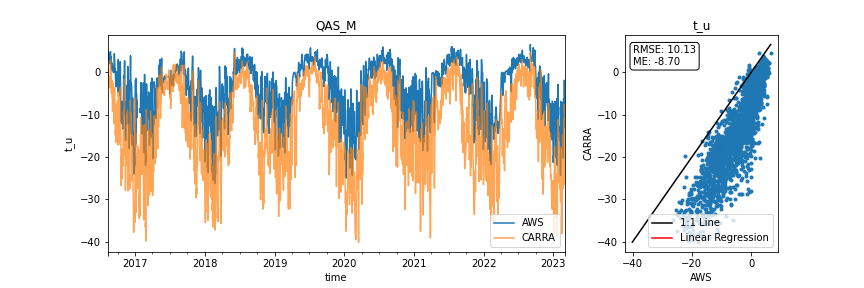 QAS_M
t_u
0
−10
−20
−30
−40
2017
2018
2019
2020
2021
2022
2023
time
AWS
CARRA
t_u
RMSE: 10.13
ME: -8.70
CARRA
0
−10
−20
−30
−40
−40
−20
0
AWS
1:1 Line
Linear Regression